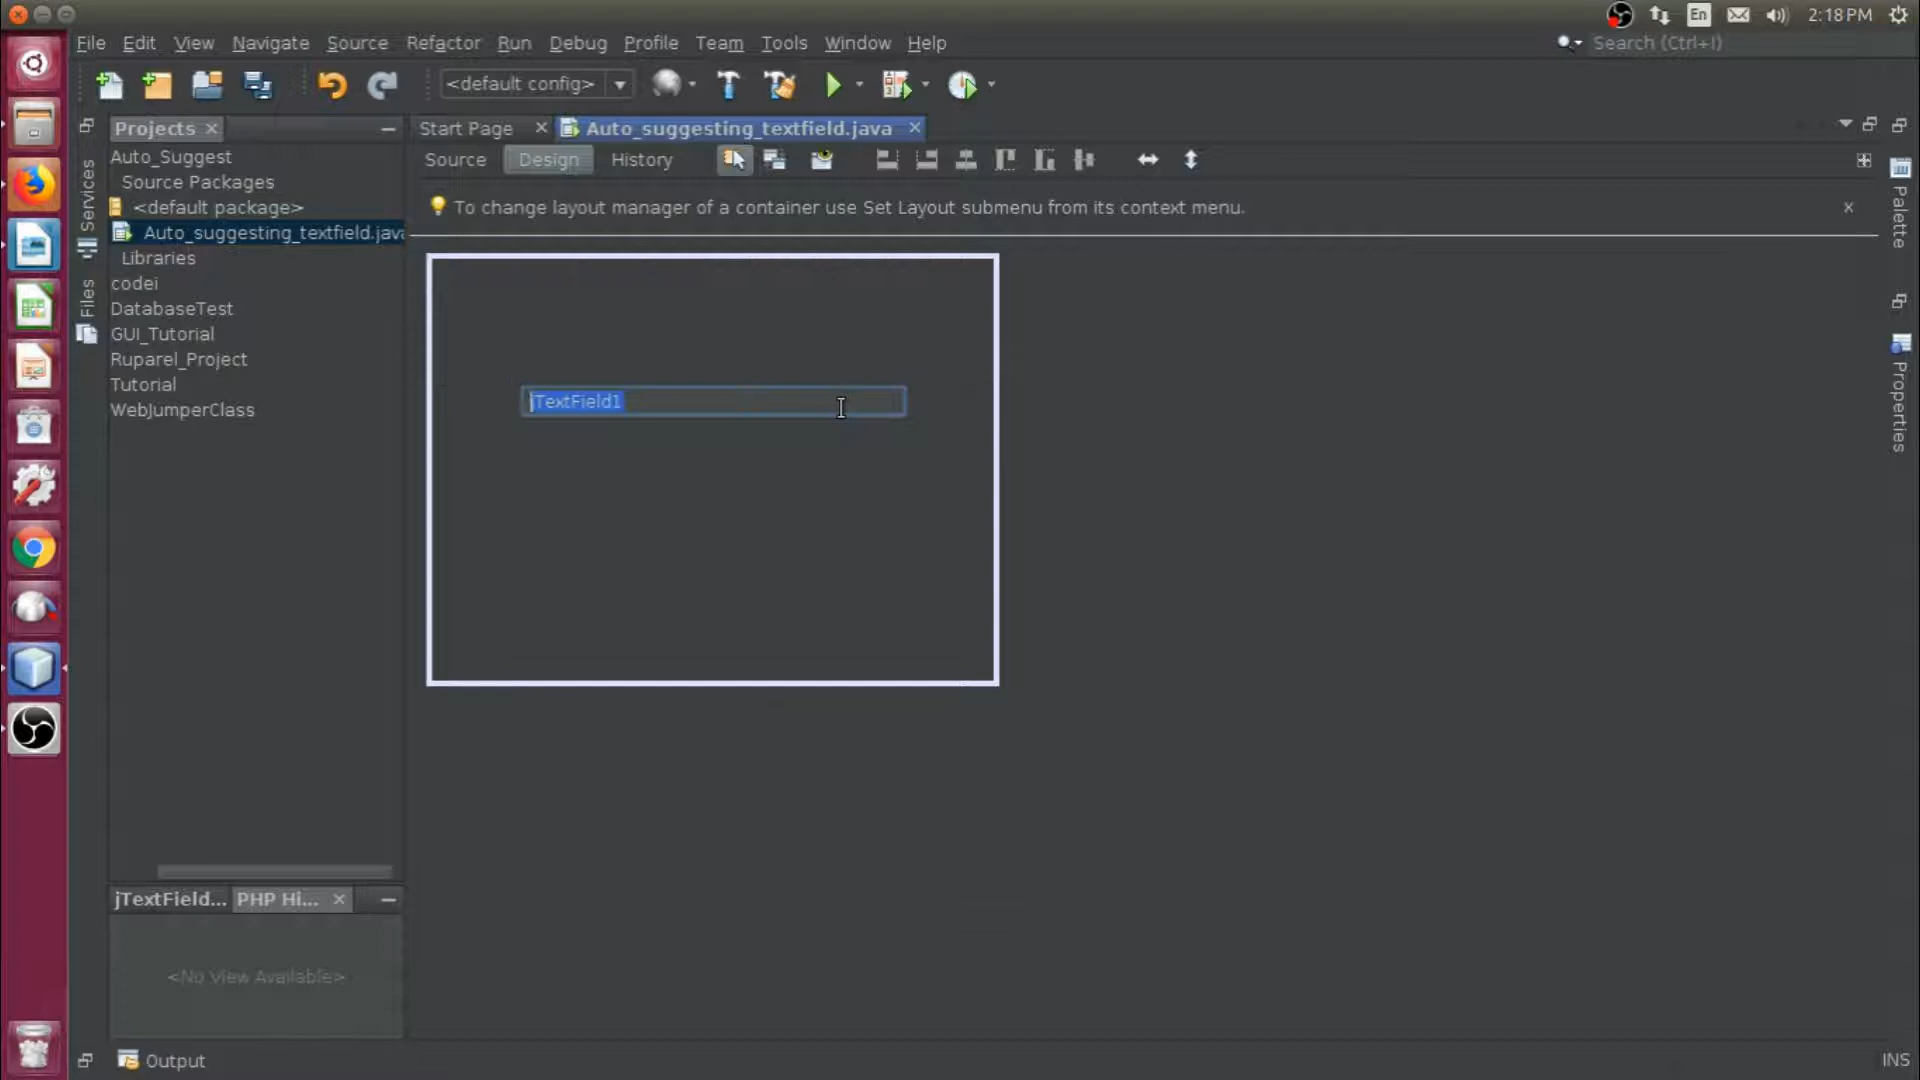 En 2:18 PM
File Edit View Navigate Source Refactor Run Debug Profile Team Tools Window Help Search (Ctrl+I)
<default config>
Projects
Start Page Auto_suggesting_textfield.java
Source Design History
To change layout manager of a container use Set Layout submenu from its context menu.
Services
Files
Auto_Suggest
Source Packages
<default package>
Auto_suggesting_textfield.java
Libraries
codei
DatabaseTest
GUI_Tutorial
Ruparel_Project
Tutorial
WebJumperClass
jTextField1
Palette
Properties
jTextField... PHP Hi...
<No View Available>
Output
INS